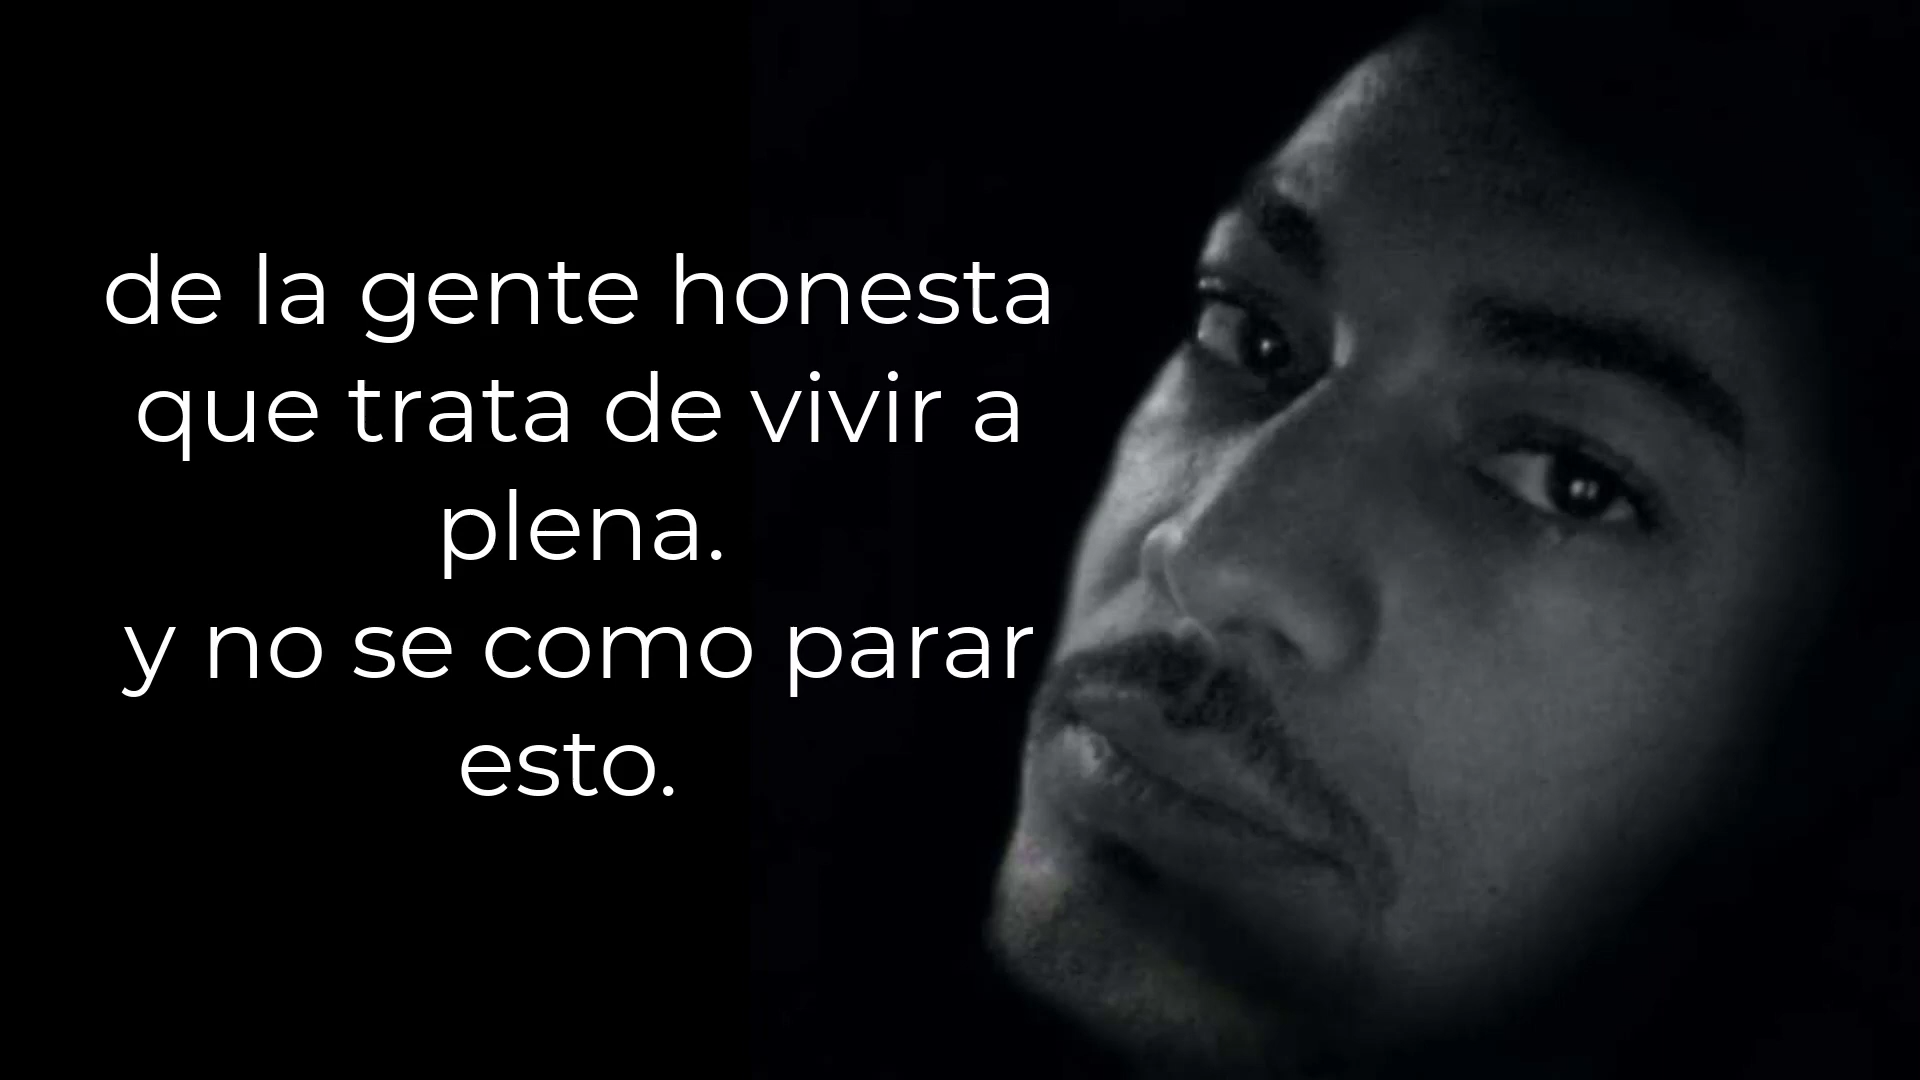 de la gente honesta
que trata de vivir a
plena.
y no se como parar
esto.